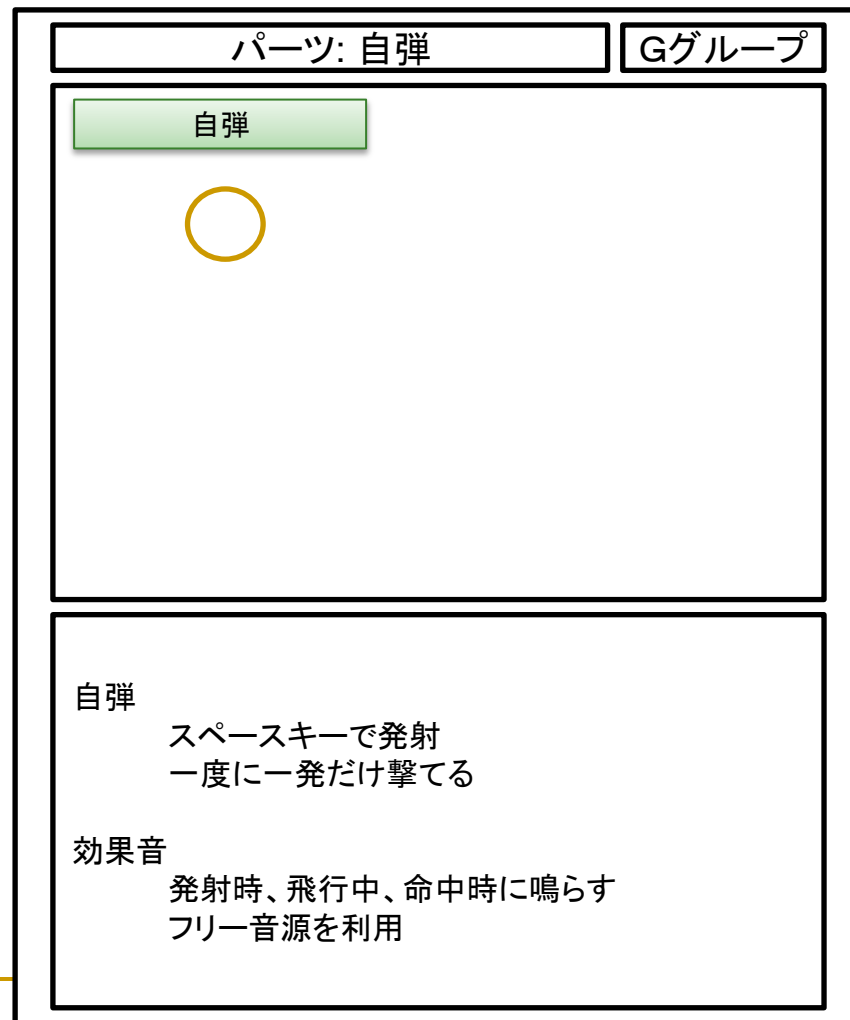 パーツ: 自弾
Gグループ
自弾
自弾
スペースキーで発射
一度に一発だけ撃てる
効果音
発射時、飛行中、命中時に鳴らす
フリー音源を利用